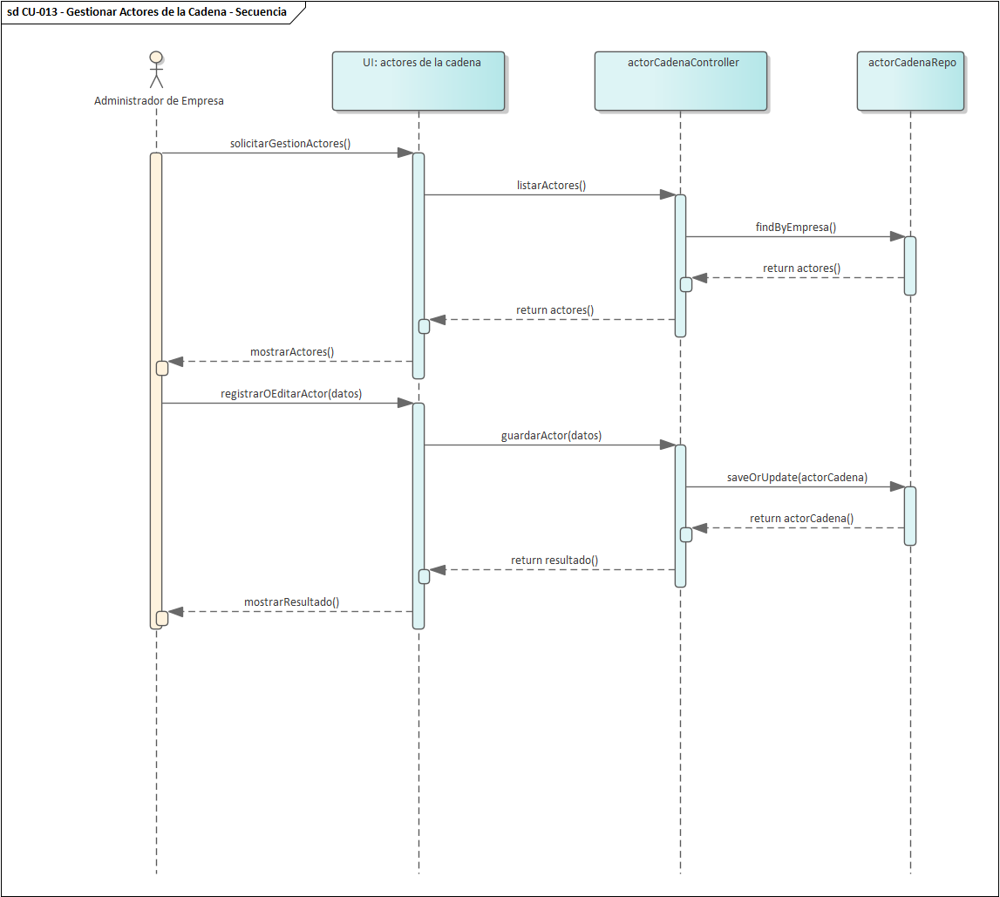 sd CU-013 - Gestionar Actores de la Cadena - Secuencia
Administrador de Empresa
UI: actores de la cadena
actorCadenaController
actorCadenaRepo
solicitarGestionActores()
listarActores()
findByEmpresa()
return actores()
return actores()
mostrarActores()
registrarOEditarActor(datos)
guardarActor(datos)
saveOrUpdate(actorCadena)
return actorCadena()
return resultado()
mostrarResultado()